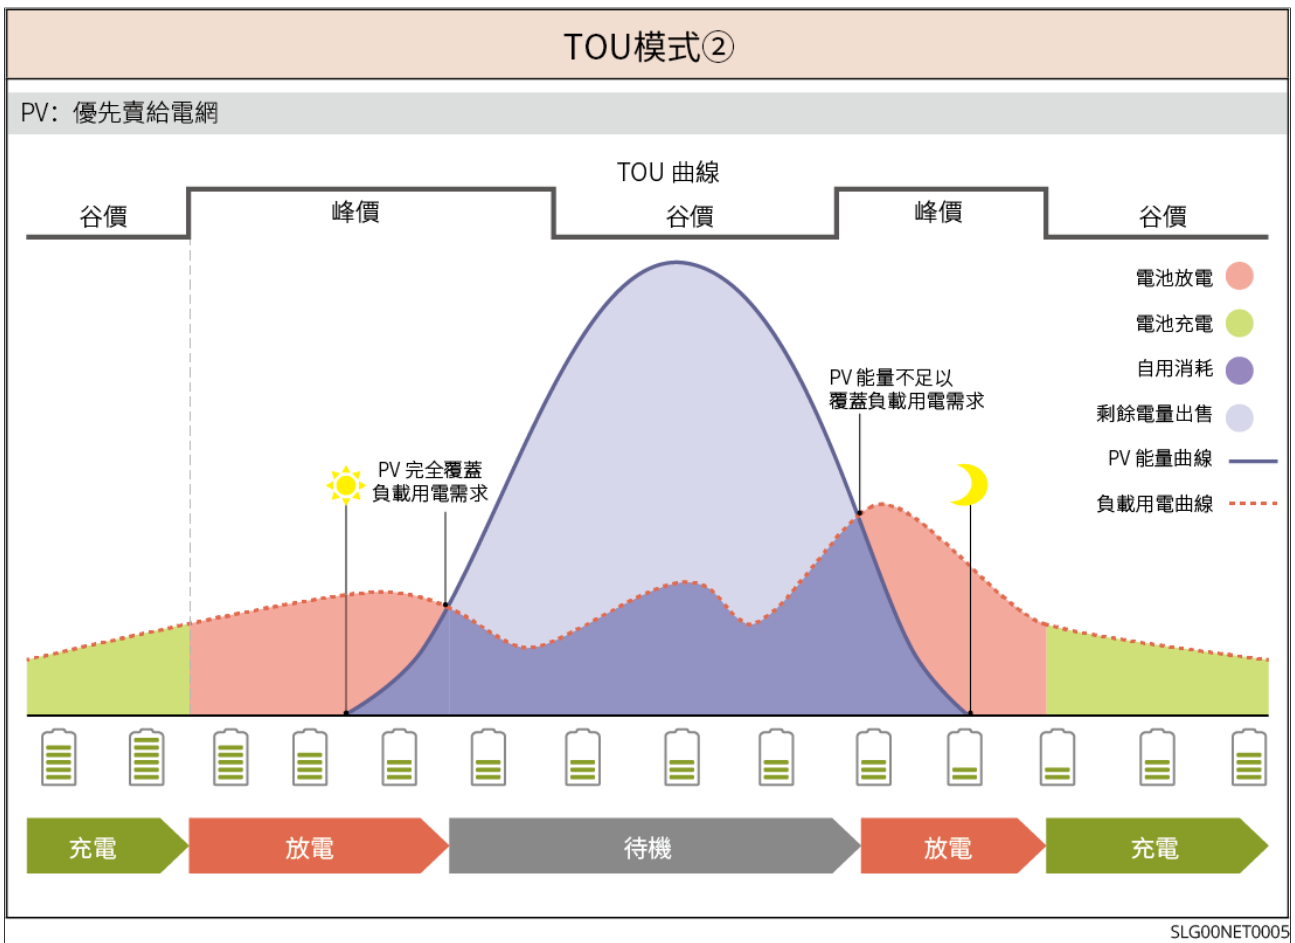 TOU模式②
PV：優先賣給電網
TOU 曲線
谷價
峰價
谷價
峰價
谷價
電池放電
電池充電
自用消耗
剩餘電量出售
PV 能量曲線
負載用電曲線
PV 能量不足以
覆蓋負載用電需求
PV 完全覆蓋
負載用電需求
充電
放電
待機
放電
充電
SLG00NET0005